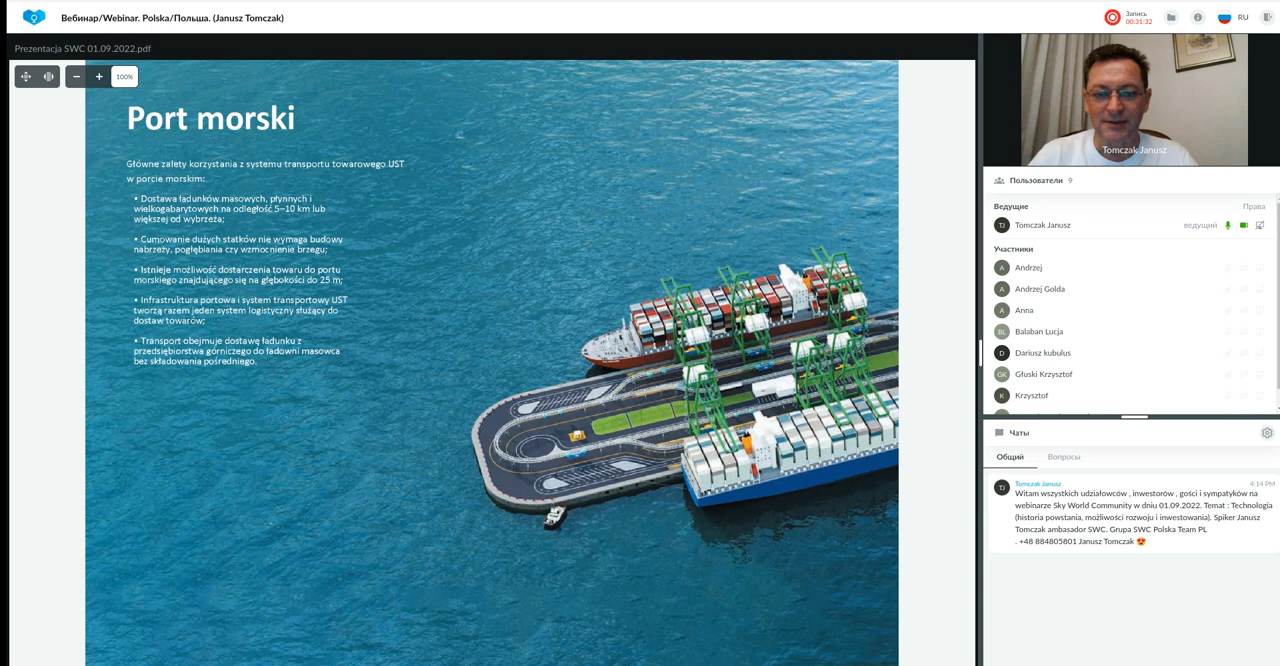 Вебинар/Webinar. Polska/Польша. (Janusz Tomczak)
Запись
00:31:32
RU
Prezentacja SWC 01.09.2022.pdf
100%
Port morski
Główne zalety korzystania z systemu transportu towarowego UST
w porcie morskim:
• Dostawa ładunków masowych, płynnych i
wielkogabarytowych na odległość 5–10 km lub
większej od wybrzeża;
• Cumowanie dużych statków nie wymaga budowy
nabrzeży, pogłębiania czy wzmocnienie brzegu;
• Istnieje możliwość dostarczenia towaru do portu
morskiego znajdującego się na głębokości do 25 m;
• Infrastruktura portowa i system transportowy UST
tworzą razem jeden system logistyczny służący do
dostaw towarów;
• Transport obejmuje dostawę ładunku z
przedsiębiorstwa górniczego do ładowni masowca
bez składowania pośredniego.
Tomczak Janusz
Пользователи 9
Ведущие Права
TJ Tomczak Janusz ведущий
Участники
A Andrzej
A Andrzej Golda
A Anna
BL Balaban Lucja
D Dariusz kubulus
GK Głuski Krzysztof
K Krzysztof
Чаты
Общий Вопросы
TJ Tomczak Janusz 4:14 PM
Witam wszystkich udziałowców , inwestorów , gości i sympatyków na
webinarze Sky World Community w dniu 01.09.2022. Temat : Technologia
(historia powstania, możliwości rozwoju i inwestowania). Spiker Janusz
Tomczak ambasador SWC. Grupa SWC Polska Team PL
. +48 884805801 Janusz Tomczak 😍